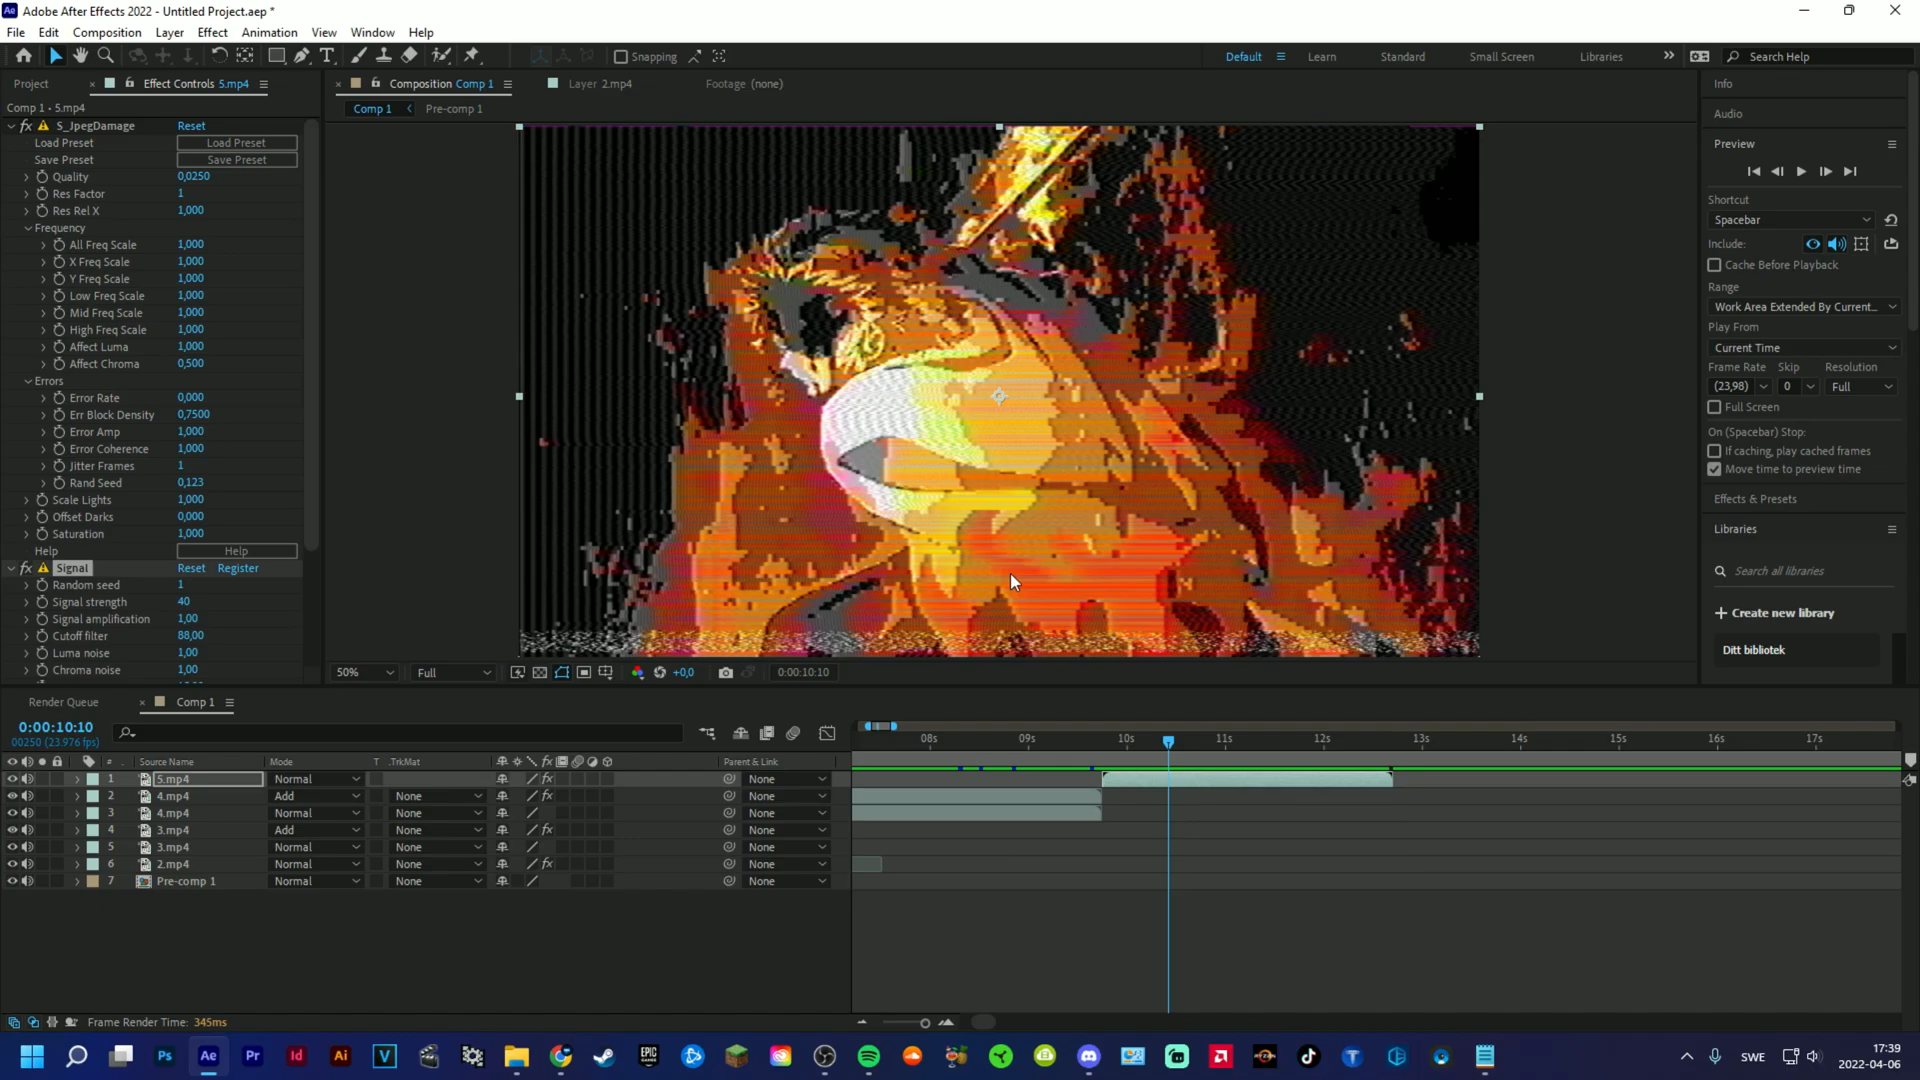 Adobe After Effects 2022 - Untitled Project.aep *
File Edit Composition Layer Effect Animation View Window Help
Snapping Default Learn Standard Small Screen Libraries Search Help
Project Effect Controls 5.mp4 Composition Comp 1 Layer 2.mp4 Footage (none) Info
Comp 1 • 5.mp4 Comp 1 Pre-comp 1
Audio
fx S_JpegDamage Reset
Load Preset Load Preset
Save Preset Save Preset
Quality 0,0250
Res Factor 1
Res Rel X 1,000
Frequency
All Freq Scale 1,000
X Freq Scale 1,000
Y Freq Scale 1,000
Low Freq Scale 1,000
Mid Freq Scale 1,000
High Freq Scale 1,000
Affect Luma 1,000
Affect Chroma 0,500
Errors
Error Rate 0,000
Err Block Density 0,7500
Error Amp 1,000
Error Coherence 1,000
Jitter Frames 1
Rand Seed 0,123
Scale Lights 1,000
Offset Darks 0,000
Saturation 1,000
Help Help
fx Signal Reset Register
Random seed 1
Signal strength 40
Signal amplification 1,00
Cutoff filter 88,00
Luma noise 1,00
Chroma noise 1,00
50% Full +0,0 0:00:10:10
Preview
Shortcut
Spacebar
Include:
Cache Before Playback
Range
Work Area Extended By Current...
Play From
Current Time
Frame Rate Skip Resolution
(23,98) 0 Full
Full Screen
On (Spacebar) Stop:
If caching, play cached frames
Move time to preview time
Effects & Presets
Libraries
Search all libraries
Create new library
Ditt bibliotek
Render Queue Comp 1
0:00:10:10
00250 (23.976 fps)
08s 09s 10s 11s 12s 13s 14s 15s 16s 17s
# Source Name Mode T .TrkMat Parent & Link
1 5.mp4 Normal None
2 4.mp4 Add None None
3 4.mp4 Normal None None
4 3.mp4 Add None None
5 3.mp4 Normal None None
6 2.mp4 Normal None None
7 Pre-comp 1 Normal None None
Frame Render Time: 345ms
Ps Ae Pr Id Ai V EPIC GAMES SWE 17:39
2022-04-06